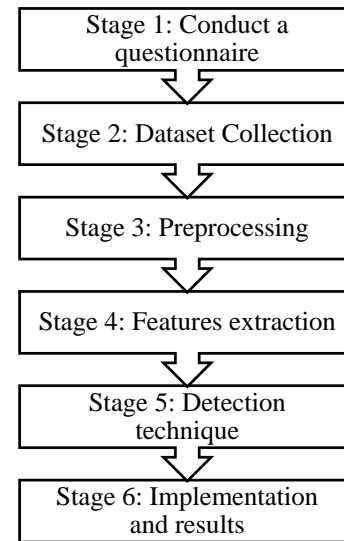 Stage 1: Conduct a
questionnaire
Stage 2: Dataset Collection
Stage 3: Preprocessing
Stage 4: Features extraction
Stage 5: Detection
technique
Stage 6: Implementation
and results